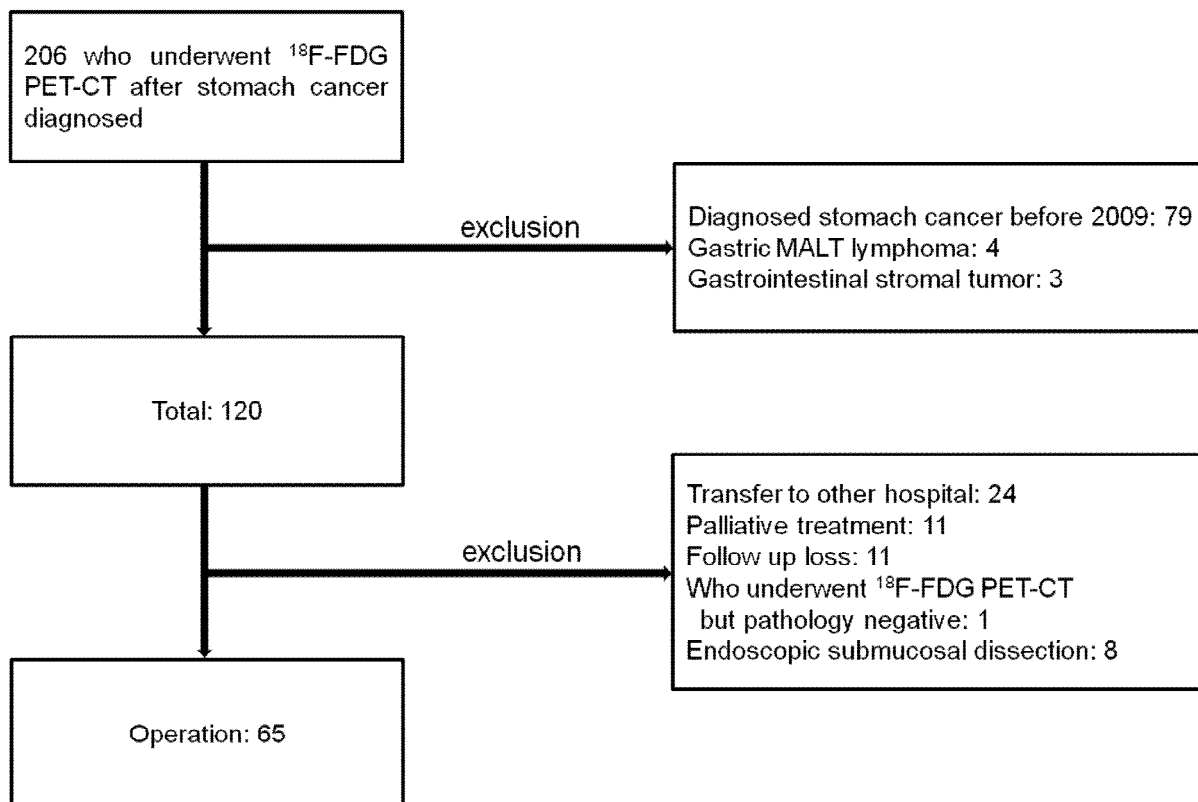 206 who underwent ¹⁸F-FDG
PET-CT after stomach cancer
diagnosed
exclusion
Diagnosed stomach cancer before 2009: 79
Gastric MALT lymphoma: 4
Gastrointestinal stromal tumor: 3
Total: 120
exclusion
Transfer to other hospital: 24
Palliative treatment: 11
Follow up loss: 11
Who underwent ¹⁸F-FDG PET-CT
but pathology negative: 1
Endoscopic submucosal dissection: 8
Operation: 65